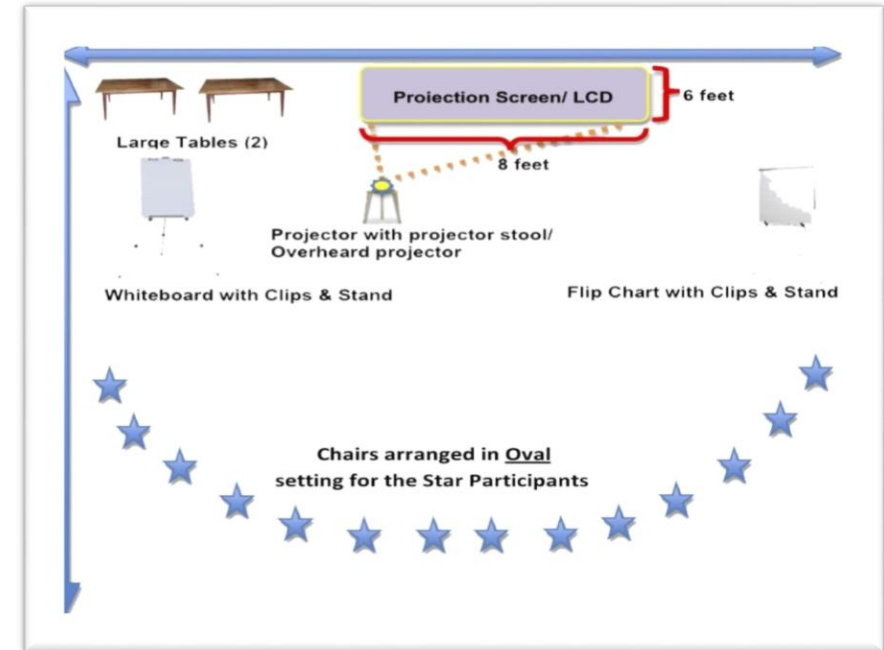 Proiection Screen/ LCD
6 feet
Large Tables (2)
8 feet
Projector with projector stool/
Overheard projector
Whiteboard with Clips & Stand
Flip Chart with Clips & Stand
Chairs arranged in Oval
setting for the Star Participants